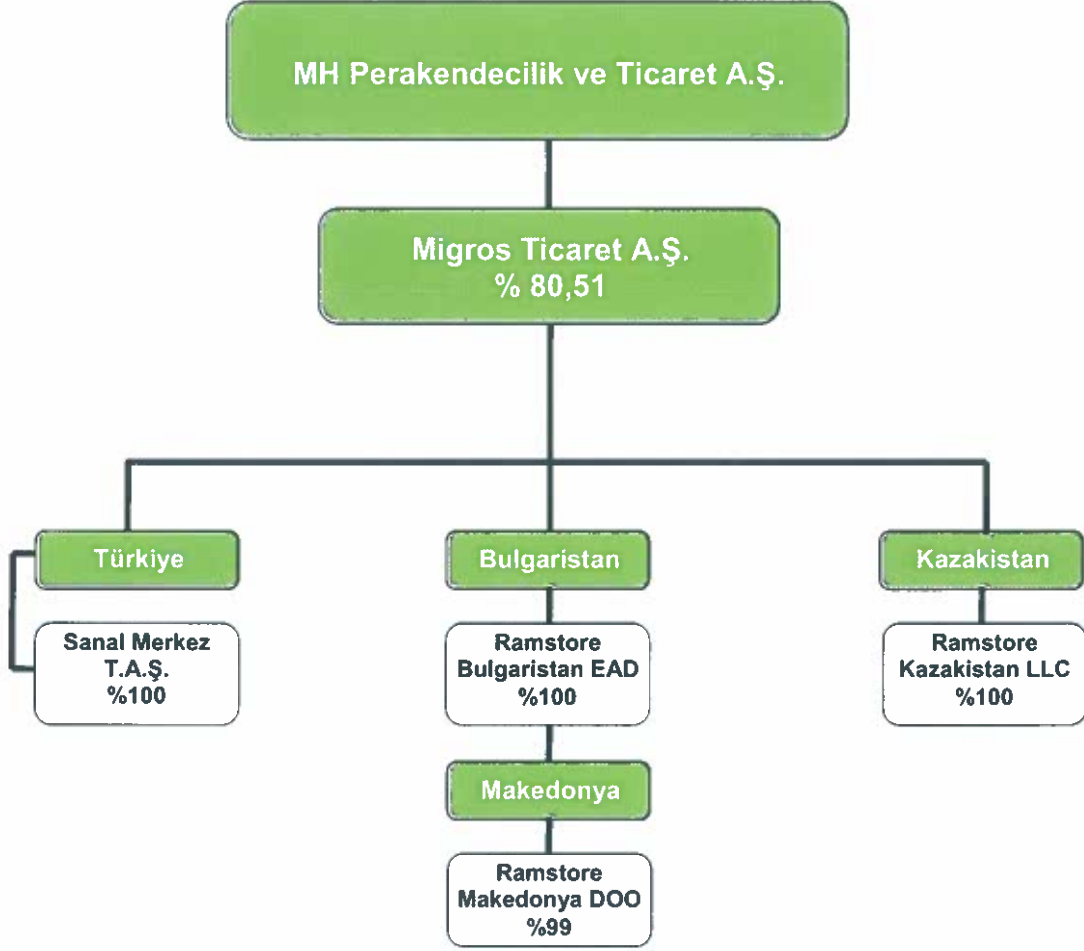 MH Perakendecilik ve Ticaret A.Ş.
Migros Ticaret A.Ş.
% 80,51
Türkiye
Bulgaristan
Kazakistan
Sanal Merkez
T.A.Ş.
%100
Ramstore
Bulgaristan EAD
%100
Ramstore
Kazakistan LLC
%100
Makedonya
Ramstore
Makedonya DOO
%99